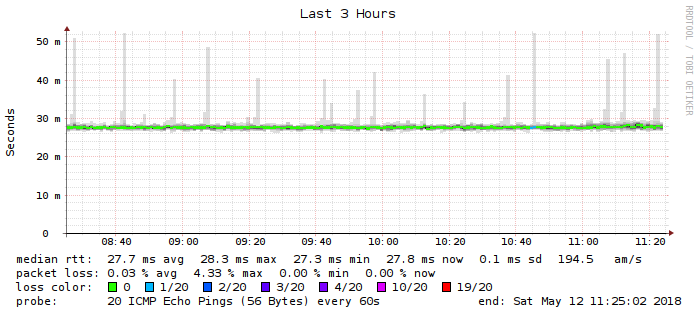 Last 3 Hours
RRDTOOL / TOBI OETIKER
Seconds
50 m
40 m
30 m
20 m
10 m
0
08:40 09:00 09:20 09:40 10:00 10:20 10:40 11:00 11:20
median rtt: 27.7 ms avg 28.3 ms max 27.3 ms min 27.8 ms now 0.1 ms sd 194.5 am/s
packet loss: 0.03 % avg 4.33 % max 0.00 % min 0.00 % now
loss color: 0 1/20 2/20 3/20 4/20 10/20 19/20
probe: 20 ICMP Echo Pings (56 Bytes) every 60s end: Sat May 12 11:25:02 2018